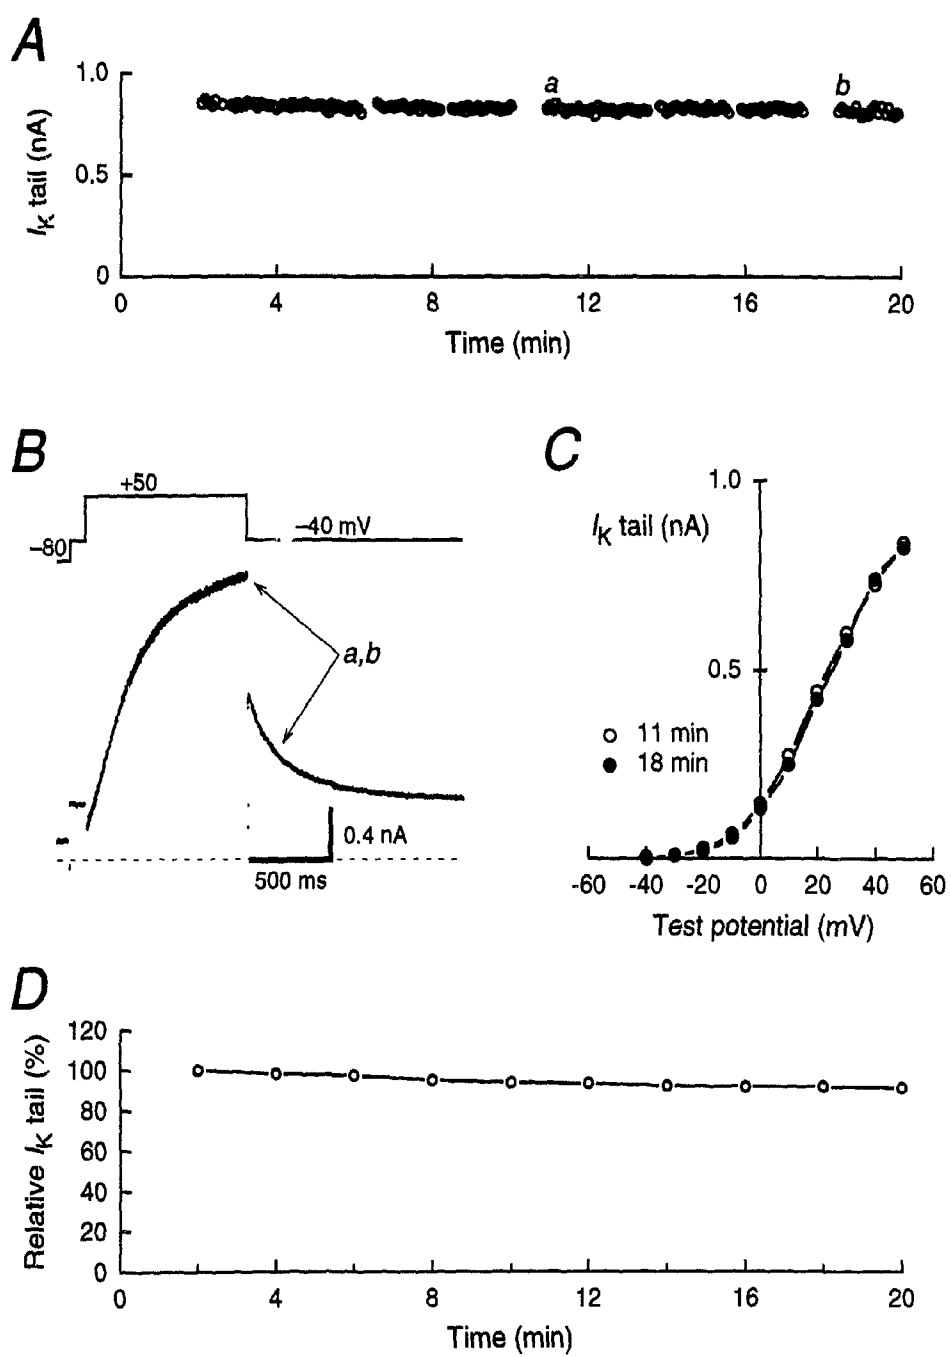 A
a
b
1.0
0.5
0
IK tail (nA)
0 4 8 12 16 20
Time (min)
B
+50
–40 mV
–80
a,b
0.4 nA
500 ms
C
1.0
IK tail (nA)
0.5
11 min
18 min
-60 -40 -20 0 20 40 60
Test potential (mV)
D
120
100
80
60
40
20
0
Relative IK tail (%)
0 4 8 12 16 20
Time (min)